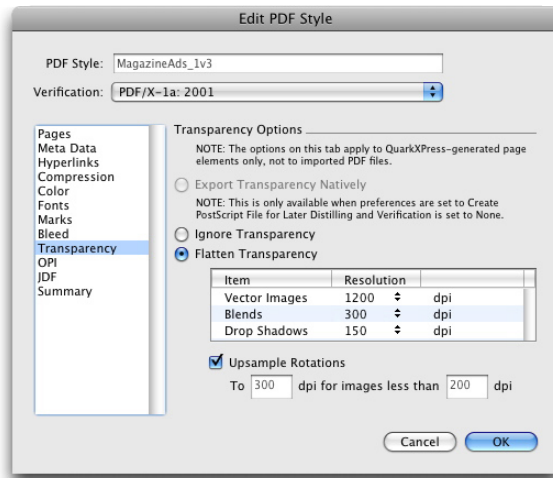 Edit PDF Style
PDF Style: MagazineAds_1v3
Verification: PDF/X-1a: 2001
Pages
Meta Data
Hyperlinks
Compression
Color
Fonts
Marks
Bleed
Transparency
OPI
JDF
Summary
Transparency Options
NOTE: The options on this tab apply to QuarkXPress-generated page
elements only, not to imported PDF files.
Export Transparency Natively
NOTE: This is only available when preferences are set to Create
PostScript File for Later Distilling and Verification is set to None.
Ignore Transparency
Flatten Transparency
Item Resolution
Vector Images 1200 dpi
Blends 300 dpi
Drop Shadows 150 dpi
Upsample Rotations
To 300 dpi for images less than 200 dpi
Cancel OK